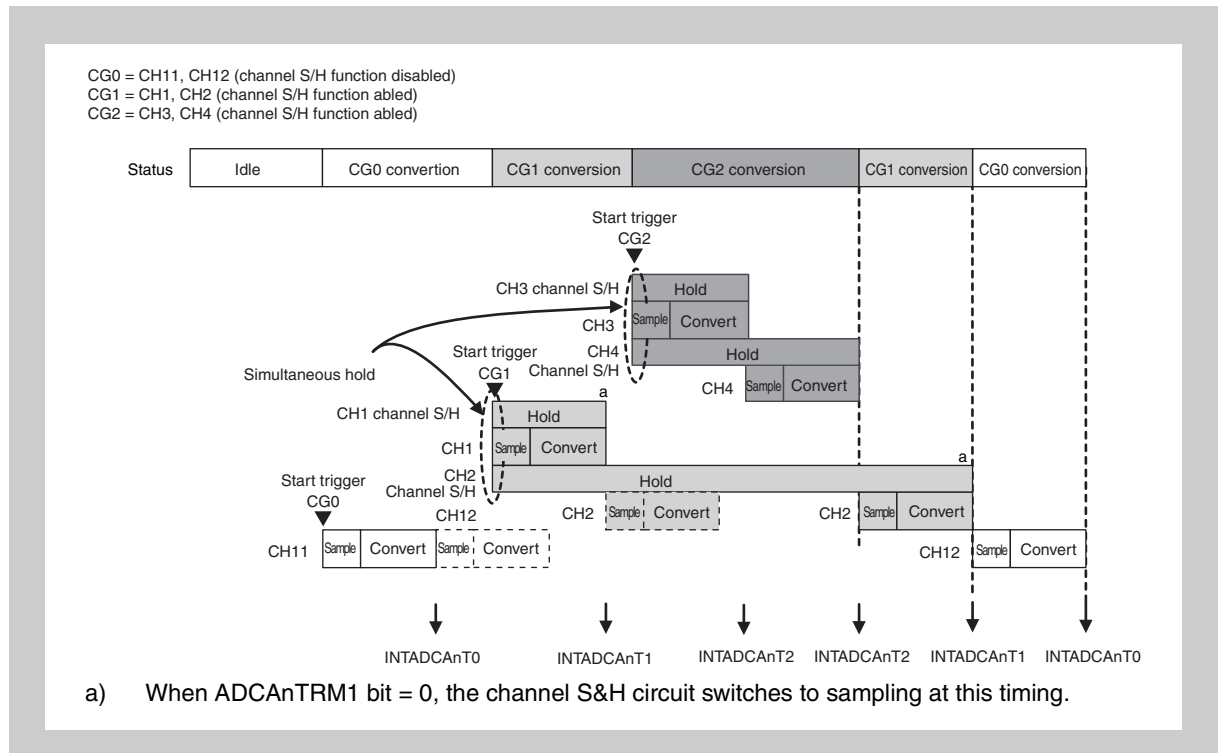 CG0 = CH11, CH12 (channel S/H function disabled)
CG1 = CH1, CH2 (channel S/H function abled)
CG2 = CH3, CH4 (channel S/H function abled)
Status
Idle
CG0 convertion
CG1 conversion
CG2 conversion
CG1 conversion
CG0 conversion
Start trigger
CG2
CH3 channel S/H
Hold
CH3
Sample
Convert
CH4
Channel S/H
Hold
CH4
Sample
Convert
Simultaneous hold
Start trigger
CG1
a
CH1 channel S/H
Hold
CH1
Sample
Convert
a
CH2
Channel S/H
Hold
CH2
Sample
Convert
CH2
Sample
Convert
Start trigger
CG0
CH12
CH11
Sample
Convert
Sample
Convert
CH12
Sample
Convert
INTADCAnT0
INTADCAnT1
INTADCAnT2
INTADCAnT2
INTADCAnT1
INTADCAnT0
a) When ADCAnTRM1 bit = 0, the channel S&H circuit switches to sampling at this timing.